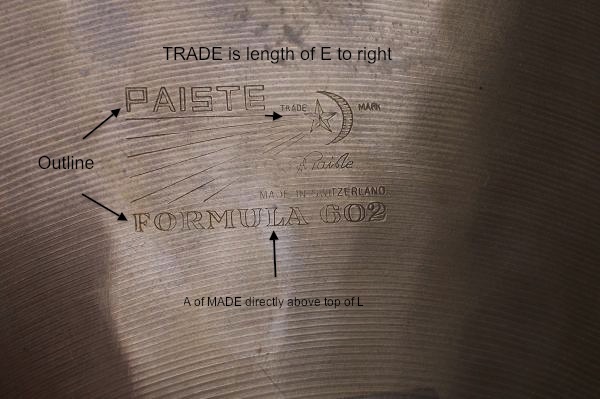 TRADE is length of E to right
PAISTE
TRADE MARK
Outline
Paiste
MADE IN SWITZERLAND
FORMULA 602
A of MADE directly above top of L